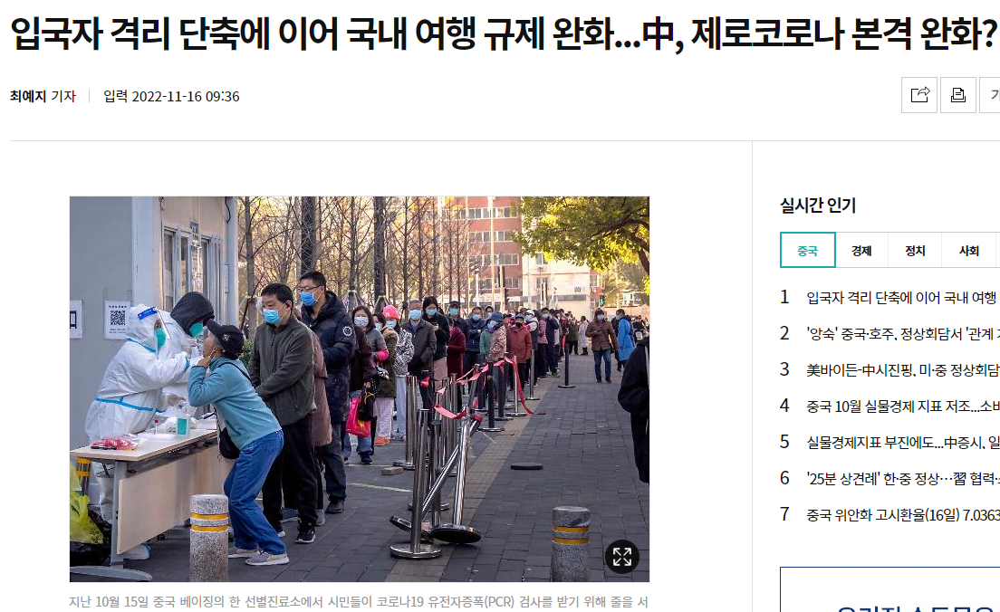 입국자 격리 단축에 이어 국내 여행 규제 완화...中, 제로코로나 본격 완화?
최예지 기자 | 입력 2022-11-16 09:36
실시간 인기
중국 경제 정치 사회
1 입국자 격리 단축에 이어 국내 여행
2 '앙숙' 중국·호주, 정상회담서 '관계
3 美바이든-中시진핑, 미·중 정상회담
4 중국 10월 실물경제 지표 저조...소비
5 실물경제지표 부진에도...中증시, 일
6 '25분 상견례' 한·중 정상…習 협력
7 중국 위안화 고시환율(16일) 7.0363
지난 10월 15일 중국 베이징의 한 선별진료소에서 시민들이 코로나19 유전자증폭(PCR) 검사를 받기 위해 줄을 서